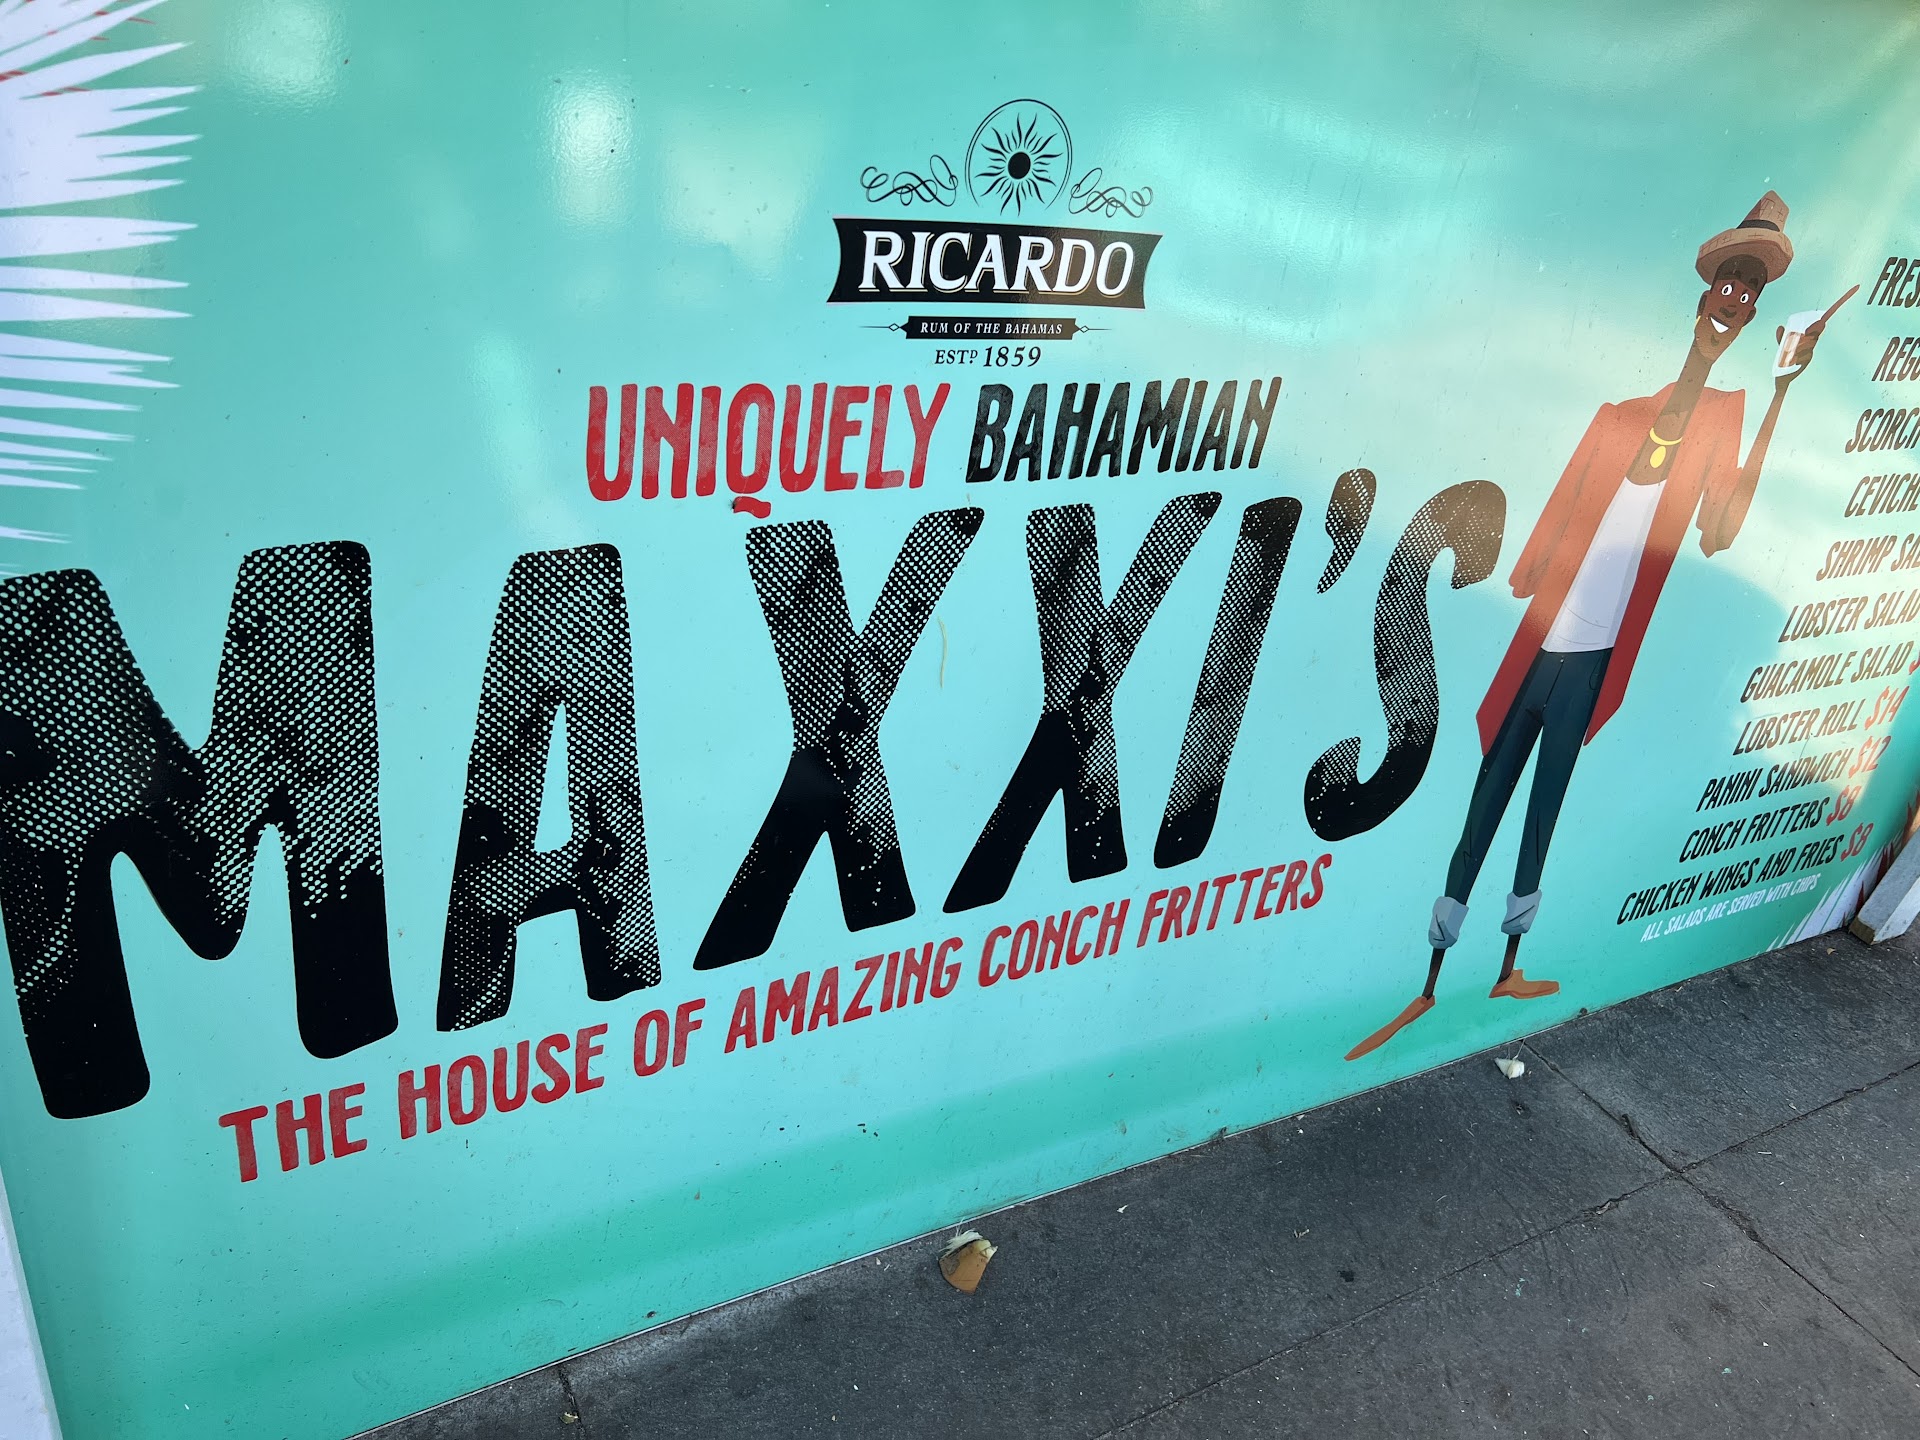 RICARDO
RUM OF THE BAHAMAS
ESTD 1859
UNIQUELY BAHAMIAN
MAXXI'S
THE HOUSE OF AMAZING CONCH FRITTERS
LOBSTER SALAD
GUACAMOLE SALAD
LOBSTER ROLL $14
PANINI SANDWICH $12
CONCH FRITTERS $8
CHICKEN WINGS AND FRIES $8
ALL SALADS ARE SERVED WITH CHIPS